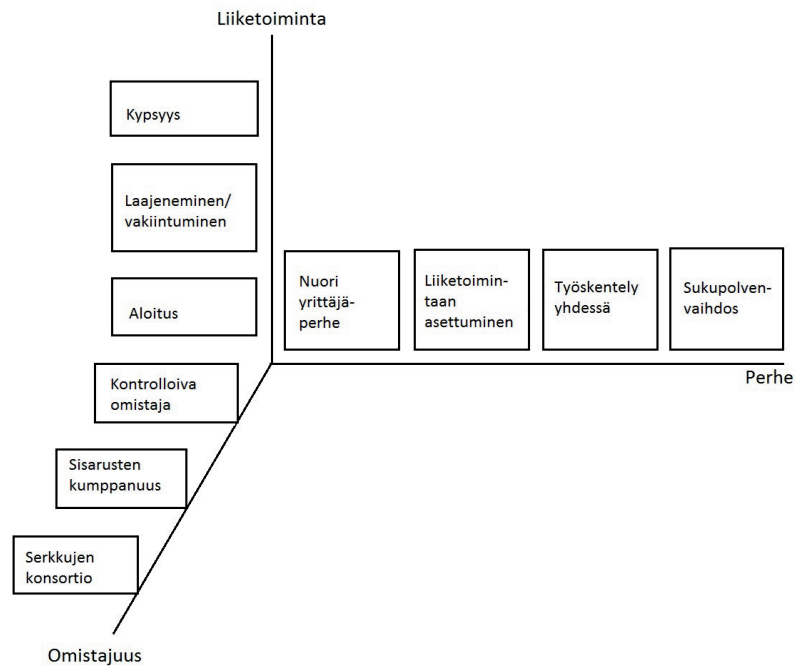 Liiketoiminta
Kypsyys
Laajeneminen/
vakiintuminen
Aloitus
Nuori
yrittäjä-
perhe
Liiketoimin-
taan
asettuminen
Työskentely
yhdessä
Sukupolven-
vaihdos
Perhe
Kontrolloiva
omistaja
Sisarusten
kumppanuus
Serkkujen
konsortio
Omistajuus